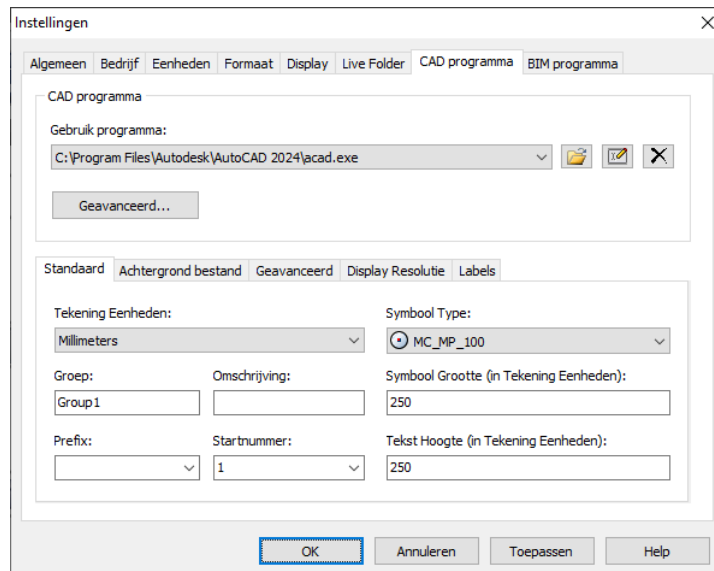 Instellingen
Algemeen Bedrijf Eenheden Formaat Display Live Folder CAD programma BIM programma
CAD programma
Gebruik programma:
C:\Program Files\Autodesk\AutoCAD 2024\acad.exe
Geavanceerd...
Standaard Achtergrond bestand Geavanceerd Display Resolutie Labels
Tekening Eenheden: Symbool Type:
Millimeters MC_MP_100
Groep: Omschrijving: Symbool Grootte (in Tekening Eenheden):
Group1 250
Prefix: Startnummer: Tekst Hoogte (in Tekening Eenheden):
1 250
OK Annuleren Toepassen Help